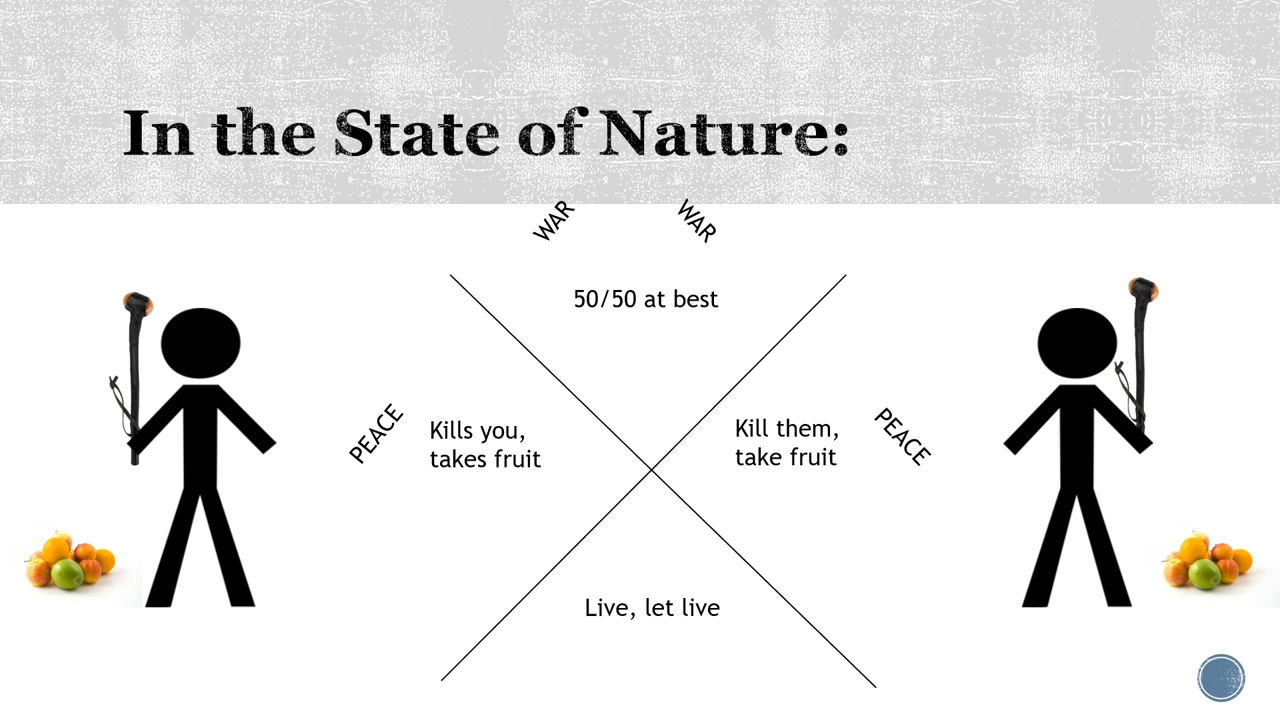 In the State of Nature:
WAR
WAR
50/50 at best
PEACE
Kills you,
takes fruit
Kill them,
take fruit
PEACE
Live, let live